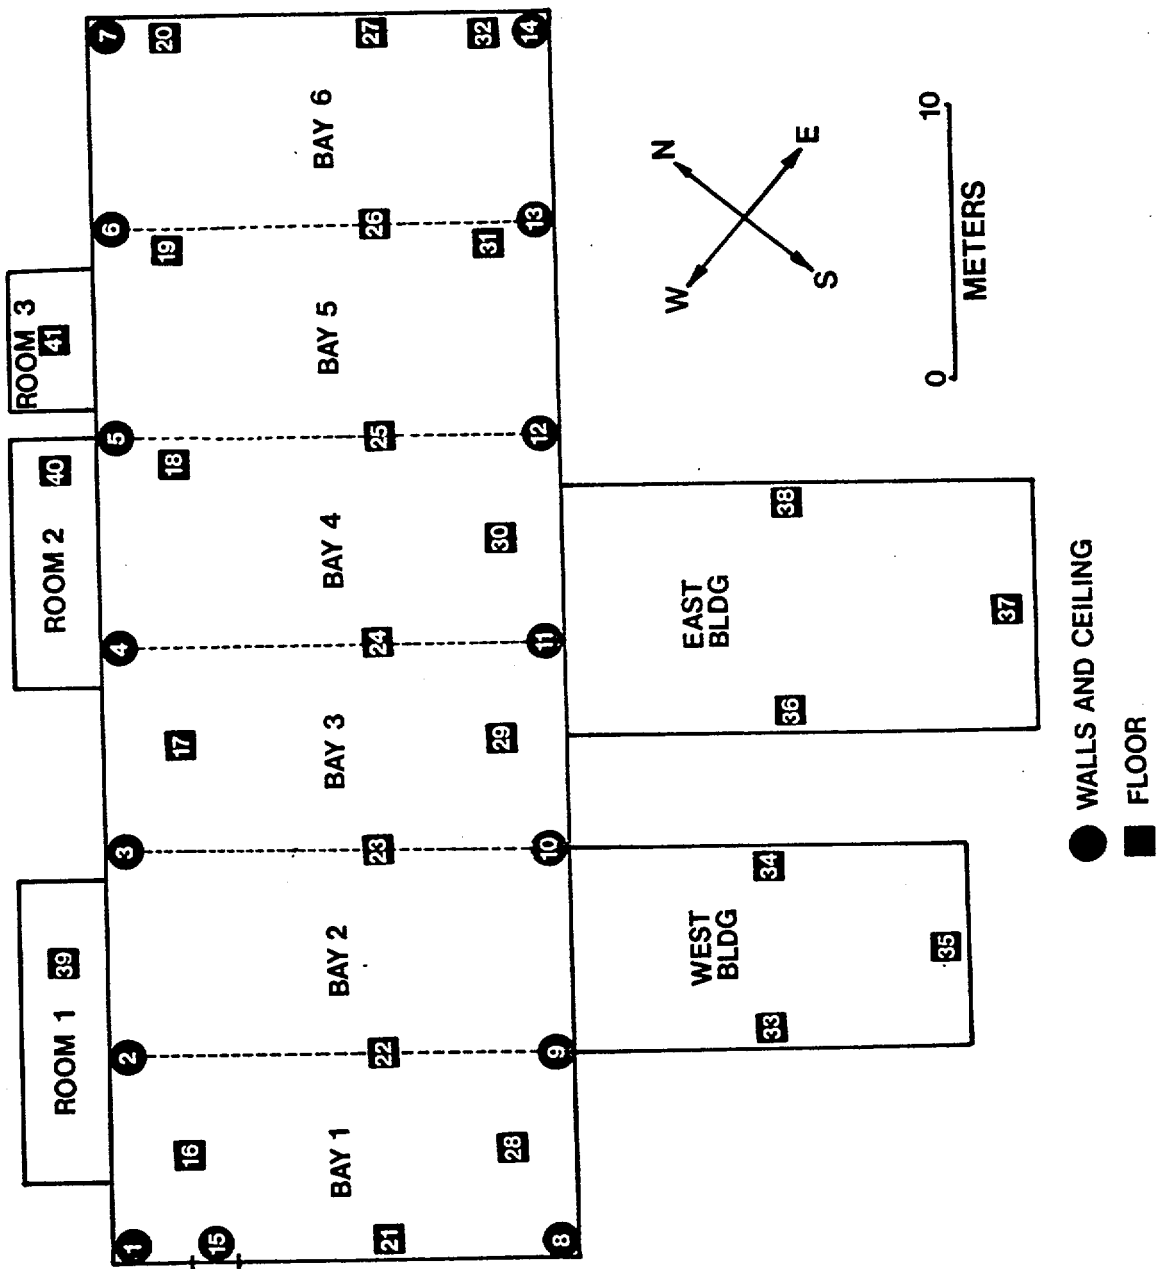 ROOM 1
39
ROOM 2
40
ROOM 3
41
1
2
3
4
5
6
7
15
16
17
18
19
20
BAY 1
BAY 2
BAY 3
BAY 4
BAY 5
BAY 6
21
22
23
24
25
26
27
28
29
30
31
32
8
9
10
11
12
13
14
WEST
BLDG
33
34
35
EAST
BLDG
36
38
37
W
N
S
E
0
10
METERS
WALLS AND CEILING
FLOOR